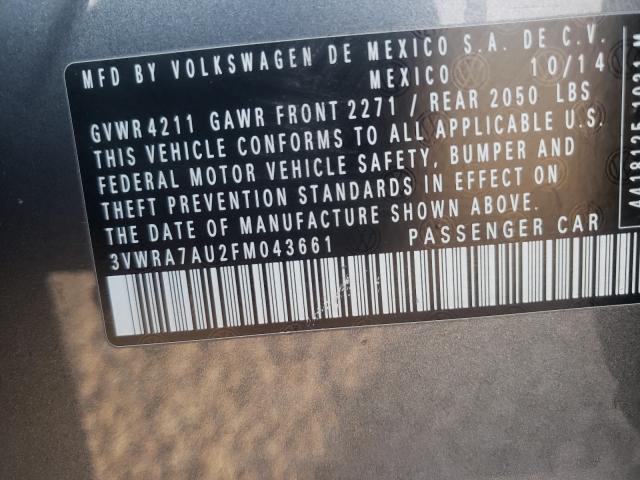 MFD BY VOLKSWAGEN DE MEXICO S.A. DE C.V.
MEXICO 10/14
GVWR 4211 GAWR FRONT 2271 / REAR 2050 LBS
THIS VEHICLE CONFORMS TO ALL APPLICABLE U.S.
FEDERAL MOTOR VEHICLE SAFETY, BUMPER AND
THEFT PREVENTION STANDARDS IN EFFECT ON
THE DATE OF MANUFACTURE SHOWN ABOVE.
3VWRA7AU2FM043661 PASSENGER CAR